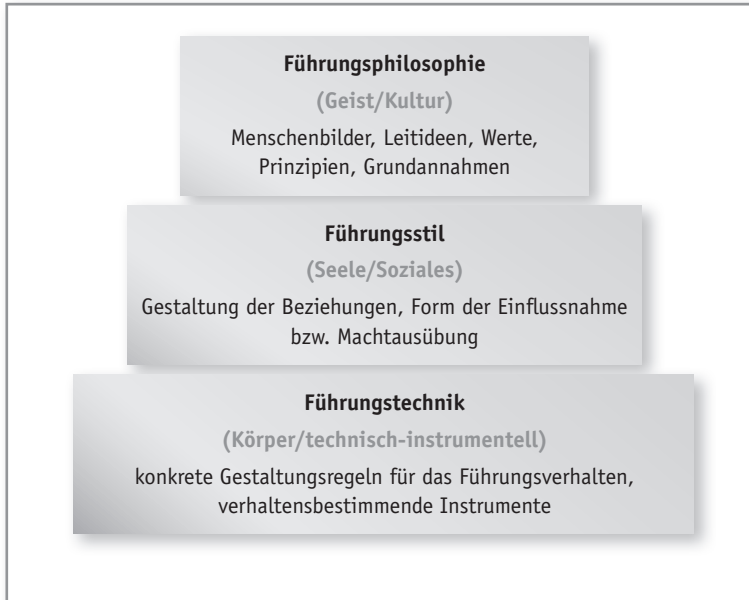 Führungsphilosophie
(Geist/Kultur)
Menschenbilder, Leitideen, Werte,
Prinzipien, Grundannahmen
Führungsstil
(Seele/Soziales)
Gestaltung der Beziehungen, Form der Einflussnahme
bzw. Machtausübung
Führungstechnik
(Körper/technisch-instrumentell)
konkrete Gestaltungsregeln für das Führungsverhalten,
verhaltensbestimmende Instrumente